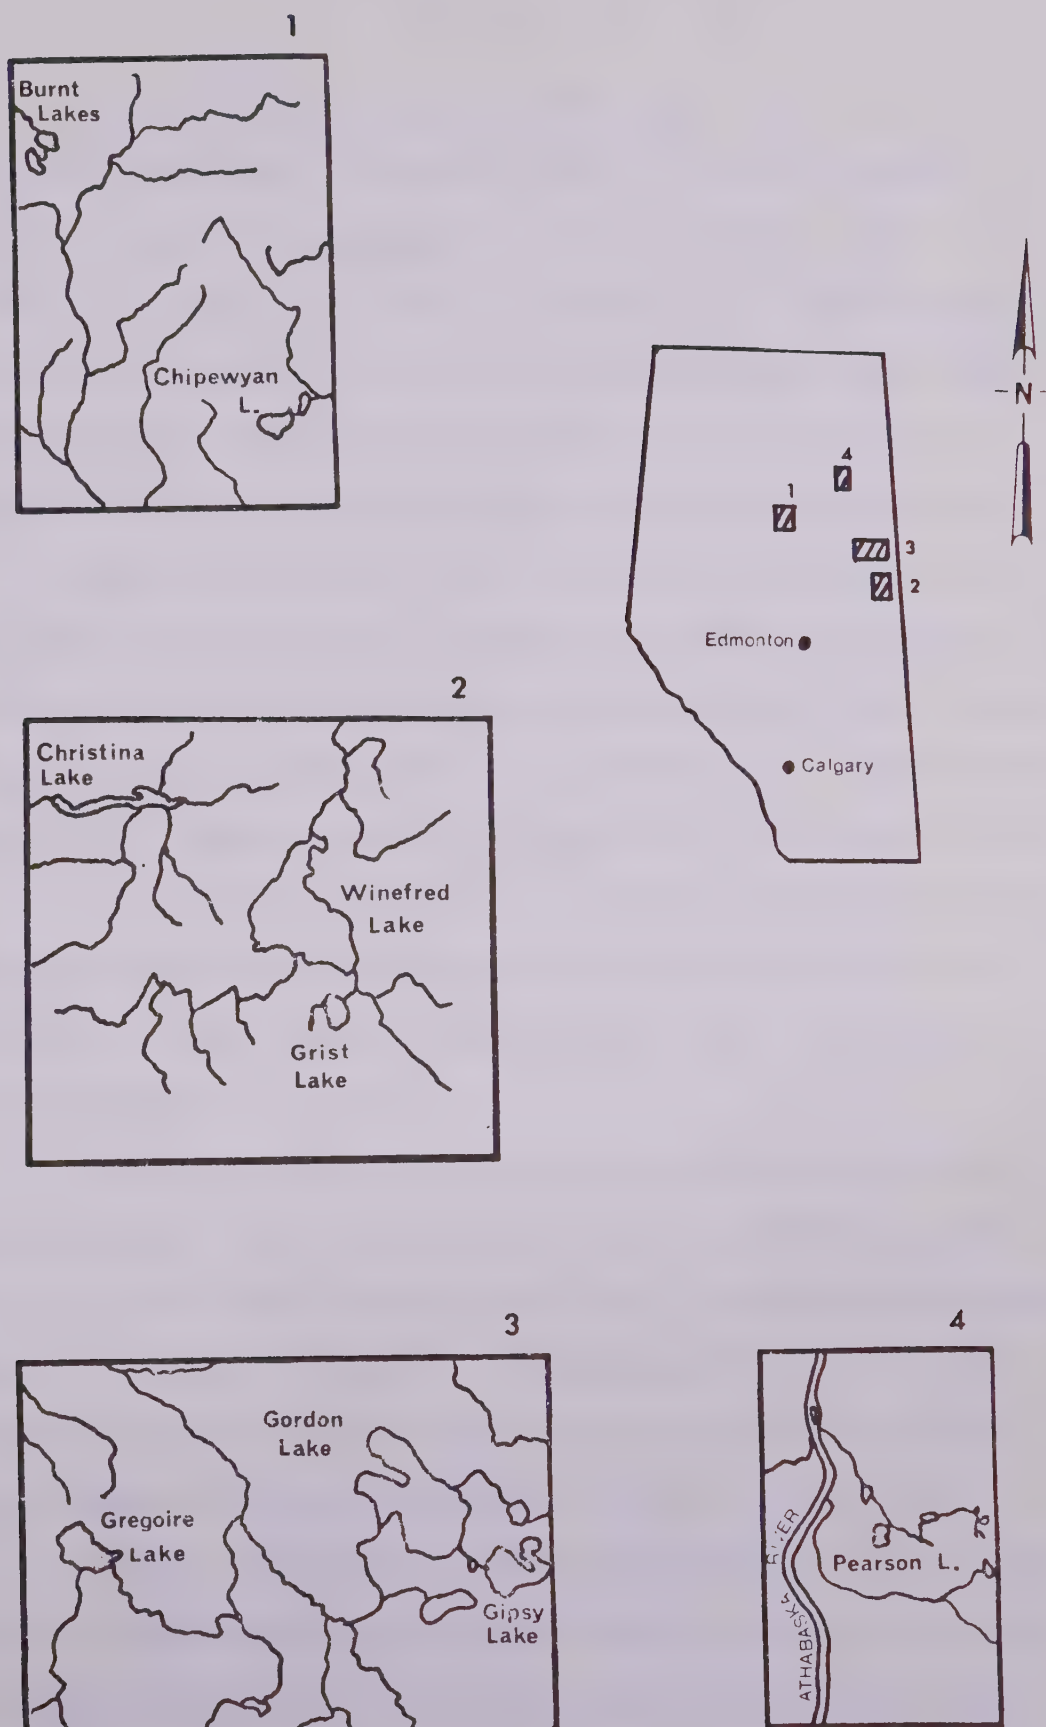 1
Burnt
Lakes
Chipewyan
L.
N
4
1
3
2
Edmonton
Calgary
2
Christina
Lake
Winefred
Lake
Grist
Lake
3
Gordon
Lake
Gregoire
Lake
Gipsy
Lake
4
ATHABASKA RIVER
Pearson L.